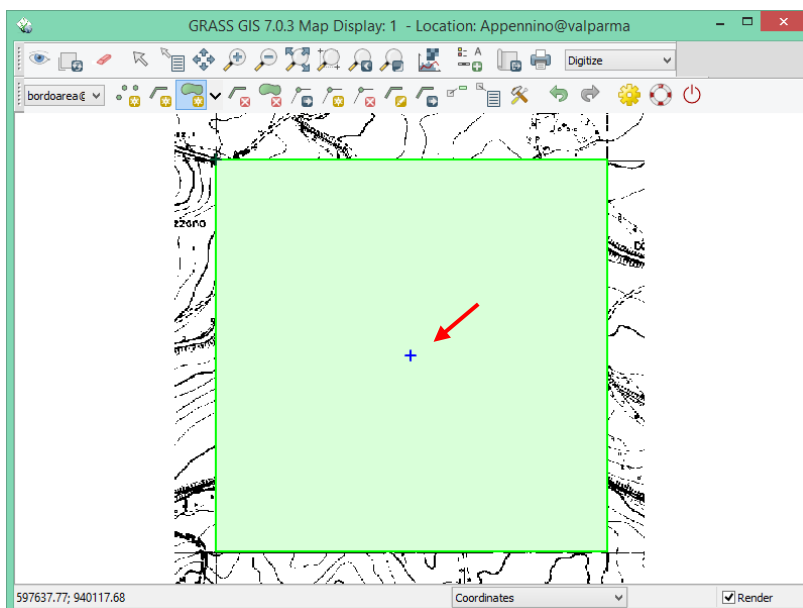 GRASS GIS 7.0.3 Map Display: 1 - Location: Appennino@valparma
Digitize
bordoarea@
zzano
597637.77; 940117.68
Coordinates
Render